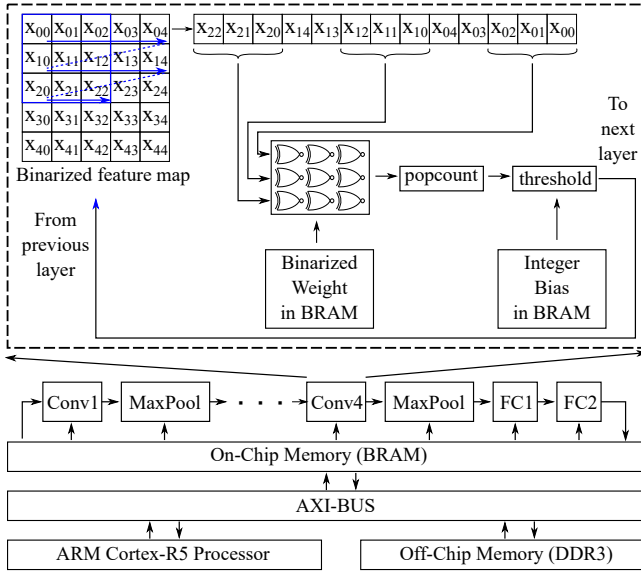 x00 x01 x02 x03 x04
x10 x11 x12 x13 x14
x20 x21 x22 x23 x24
x30 x31 x32 x33 x34
x40 x41 x42 x43 x44
Binarized feature map
x22 x21 x20 x14 x13 x12 x11 x10 x04 x03 x02 x01 x00
To
next
layer
popcount
threshold
From
previous
layer
Binarized
Weight
in BRAM
Integer
Bias
in BRAM
Conv1
MaxPool
· · · ·
Conv4
MaxPool
FC1
FC2
On-Chip Memory (BRAM)
AXI-BUS
ARM Cortex-R5 Processor
Off-Chip Memory (DDR3)